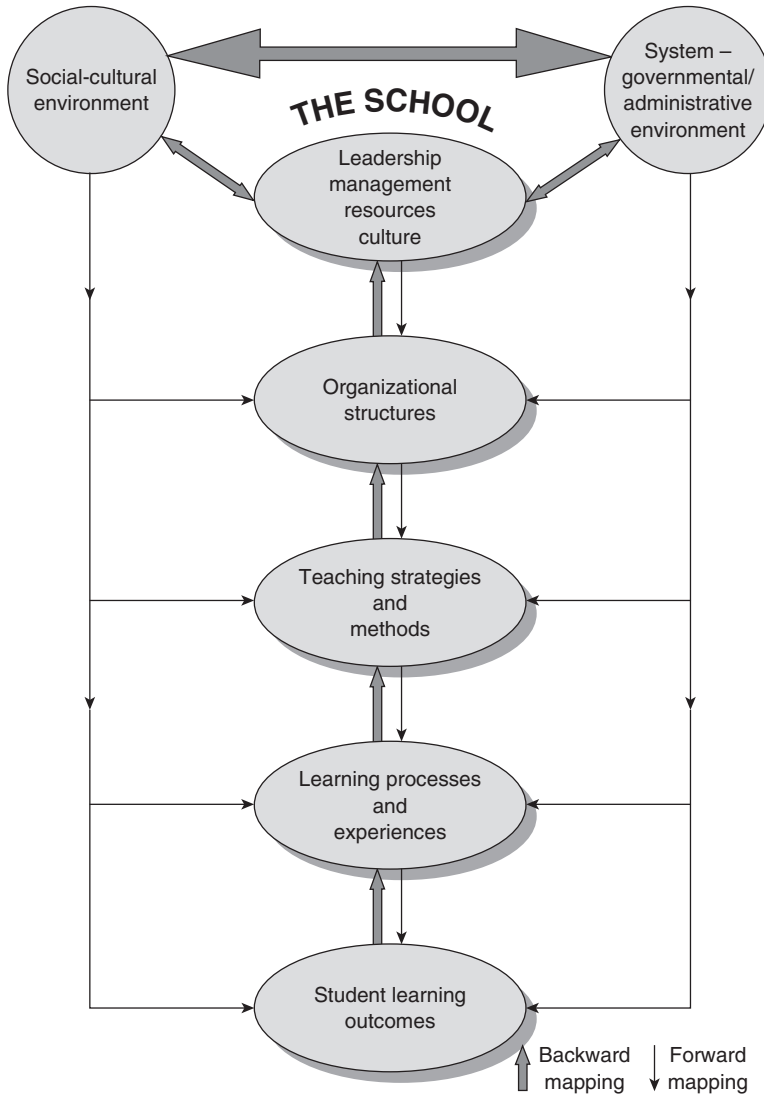 Social-cultural
environment
System –
governmental/
administrative
environment
THE SCHOOL
Leadership
management
resources
culture
Organizational
structures
Teaching strategies
and
methods
Learning processes
and
experiences
Student learning
outcomes
Backward
mapping
Forward
mapping